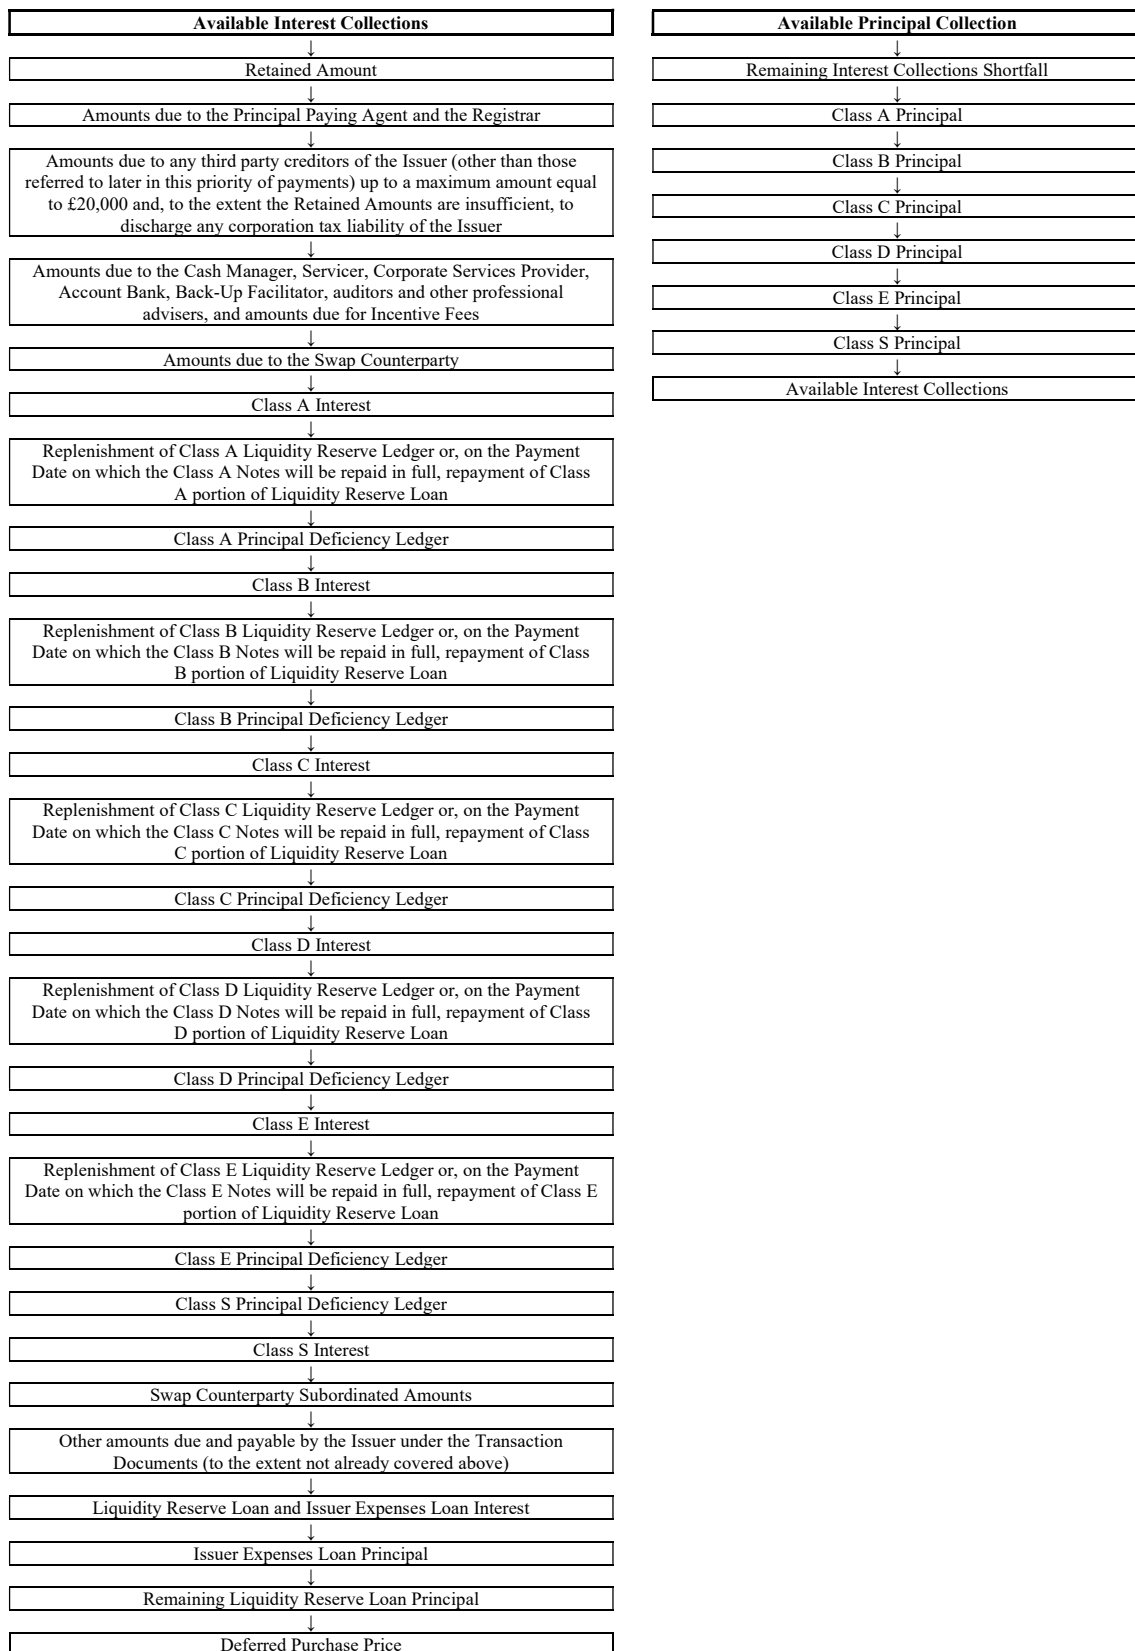 Available Interest Collections
↓
Retained Amount
↓
Amounts due to the Principal Paying Agent and the Registrar
↓
Amounts due to any third party creditors of the Issuer (other than those
referred to later in this priority of payments) up to a maximum amount equal
to £20,000 and, to the extent the Retained Amounts are insufficient, to
discharge any corporation tax liability of the Issuer
↓
Amounts due to the Cash Manager, Servicer, Corporate Services Provider,
Account Bank, Back-Up Facilitator, auditors and other professional
advisers, and amounts due for Incentive Fees
↓
Amounts due to the Swap Counterparty
↓
Class A Interest
↓
Replenishment of Class A Liquidity Reserve Ledger or, on the Payment
Date on which the Class A Notes will be repaid in full, repayment of Class
A portion of Liquidity Reserve Loan
↓
Class A Principal Deficiency Ledger
↓
Class B Interest
↓
Replenishment of Class B Liquidity Reserve Ledger or, on the Payment
Date on which the Class B Notes will be repaid in full, repayment of Class
B portion of Liquidity Reserve Loan
↓
Class B Principal Deficiency Ledger
↓
Class C Interest
↓
Replenishment of Class C Liquidity Reserve Ledger or, on the Payment
Date on which the Class C Notes will be repaid in full, repayment of Class
C portion of Liquidity Reserve Loan
↓
Class C Principal Deficiency Ledger
↓
Class D Interest
↓
Replenishment of Class D Liquidity Reserve Ledger or, on the Payment
Date on which the Class D Notes will be repaid in full, repayment of Class
D portion of Liquidity Reserve Loan
↓
Class D Principal Deficiency Ledger
↓
Class E Interest
↓
Replenishment of Class E Liquidity Reserve Ledger or, on the Payment
Date on which the Class E Notes will be repaid in full, repayment of Class E
portion of Liquidity Reserve Loan
↓
Class E Principal Deficiency Ledger
↓
Class S Principal Deficiency Ledger
↓
Class S Interest
↓
Swap Counterparty Subordinated Amounts
↓
Other amounts due and payable by the Issuer under the Transaction
Documents (to the extent not already covered above)
↓
Liquidity Reserve Loan and Issuer Expenses Loan Interest
↓
Issuer Expenses Loan Principal
↓
Remaining Liquidity Reserve Loan Principal
↓
Deferred Purchase Price
Available Principal Collection
↓
Remaining Interest Collections Shortfall
↓
Class A Principal
↓
Class B Principal
↓
Class C Principal
↓
Class D Principal
↓
Class E Principal
↓
Class S Principal
↓
Available Interest Collections